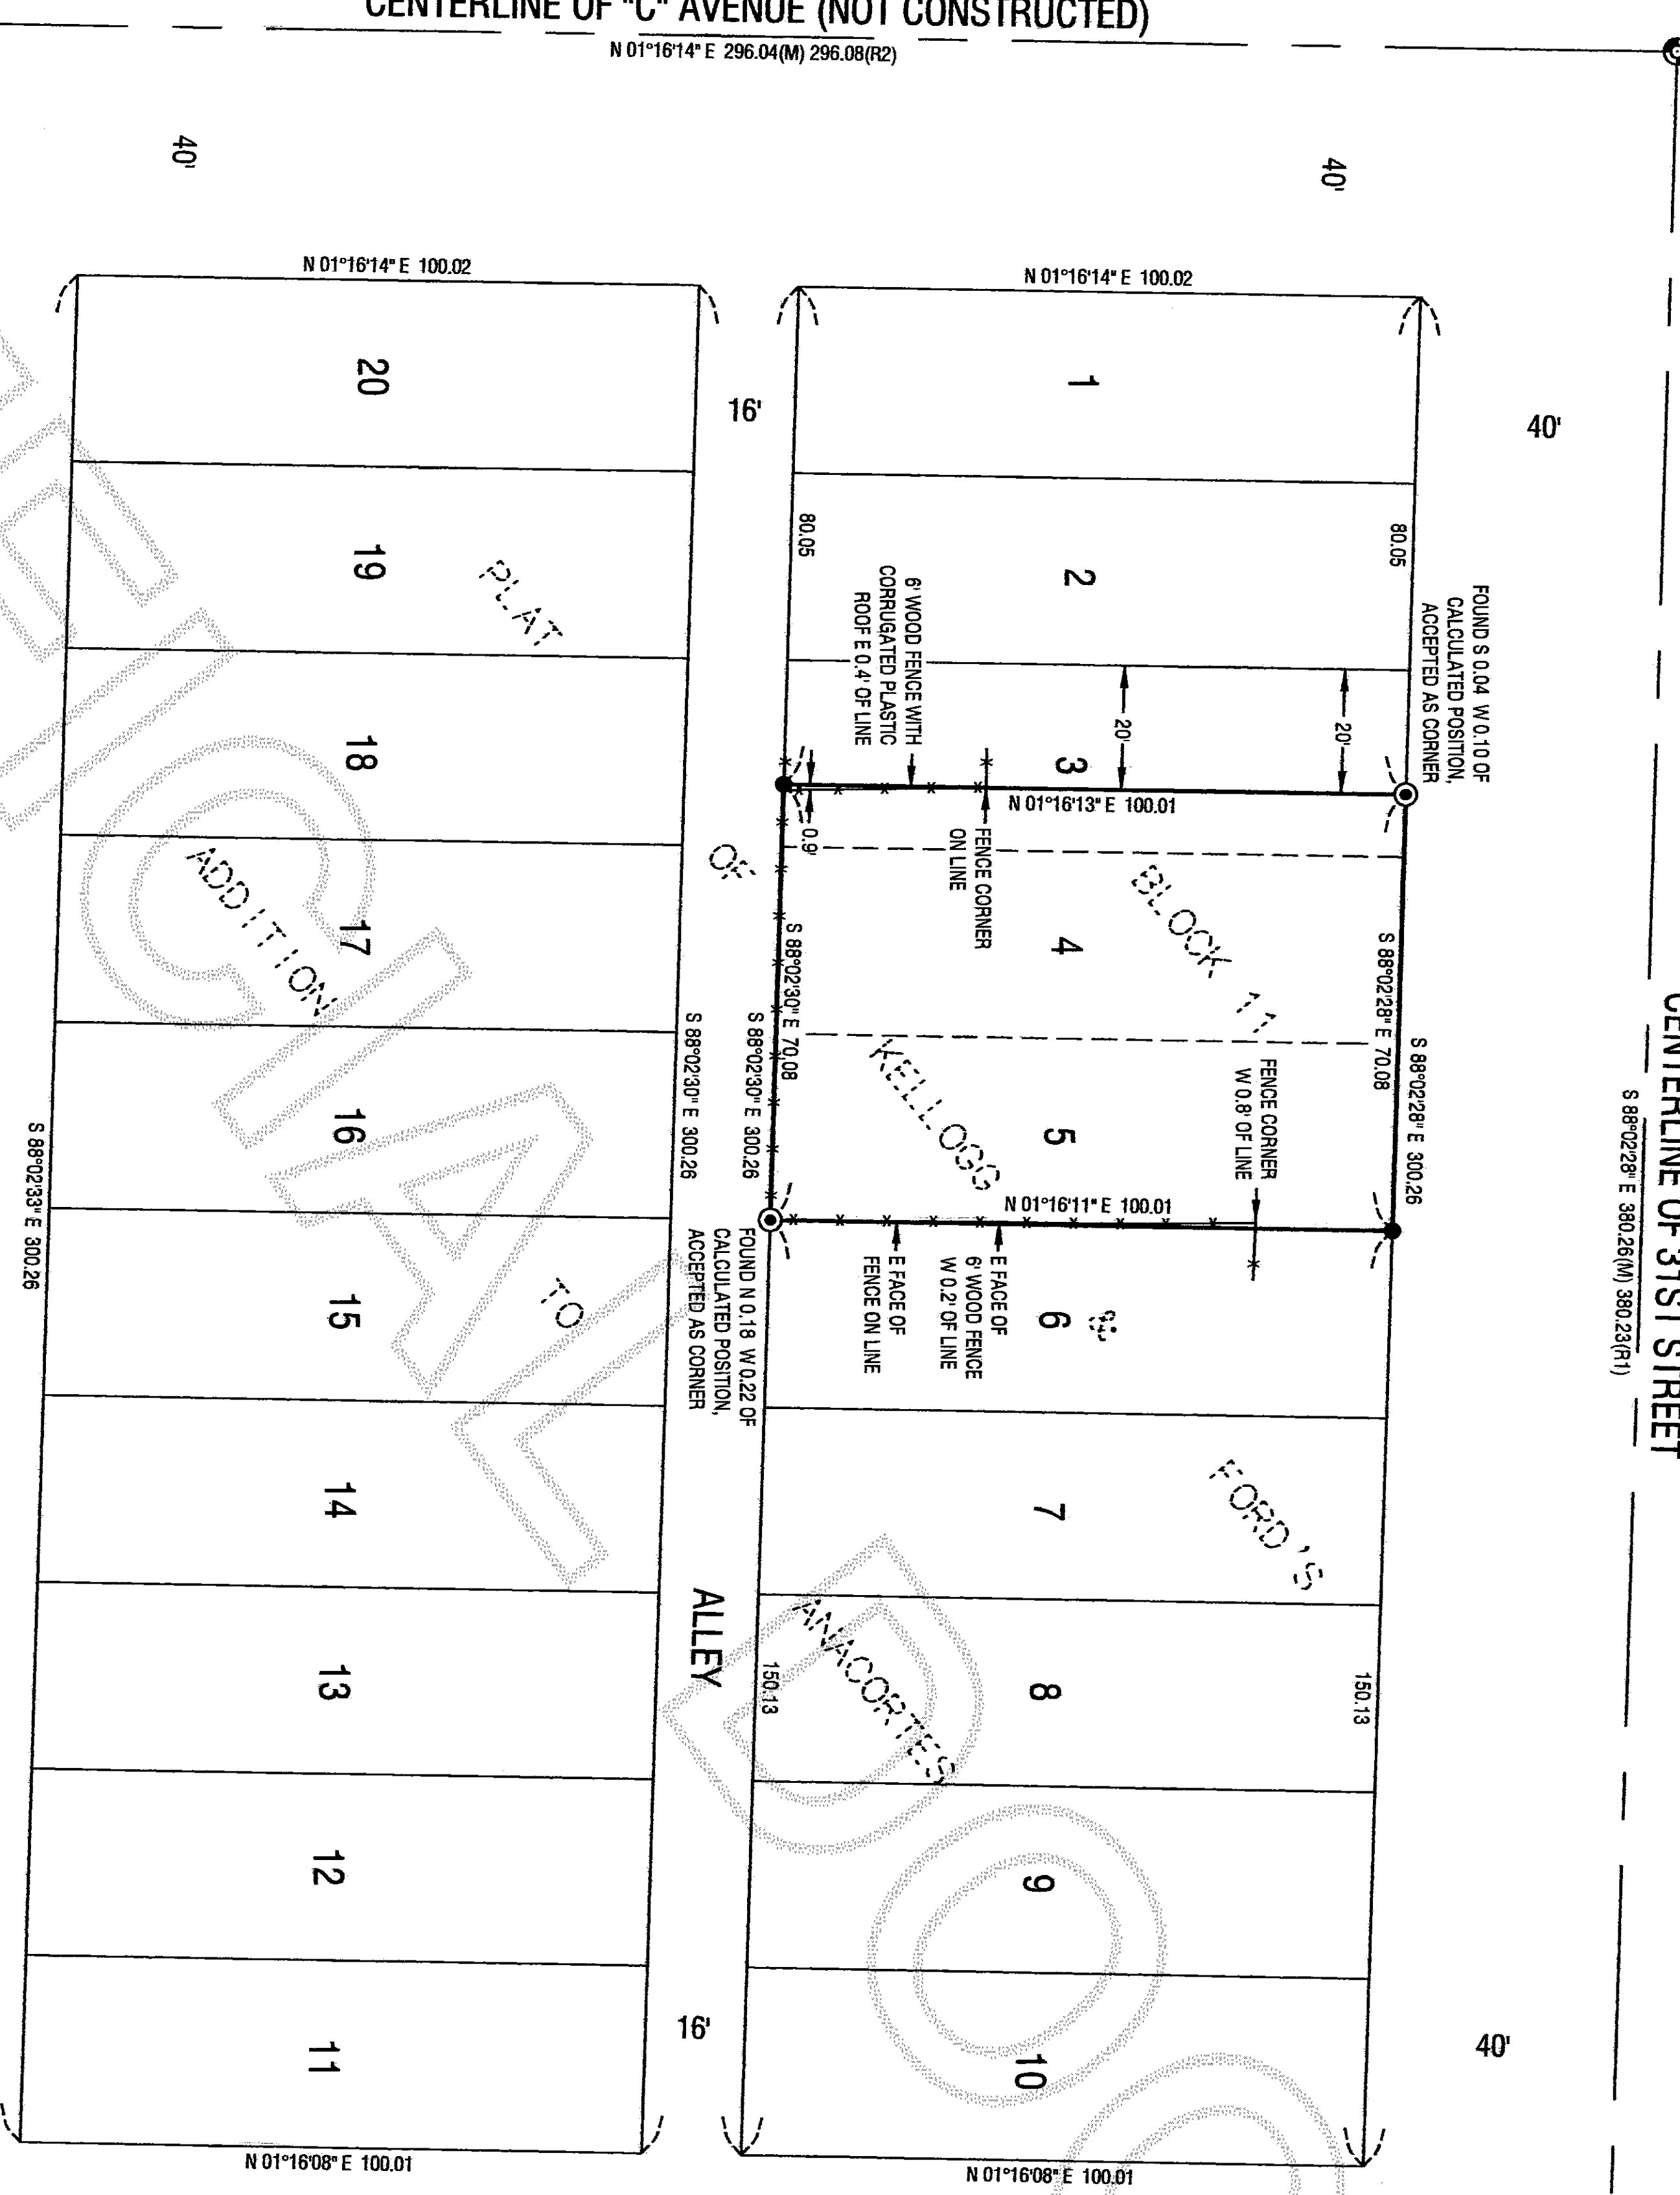 CENTERLINE OF "C" AVENUE (NOT CONSTRUCTED)
N 01°16'14" E 296.04(M) 296.08(R2)
40'
40'
CENTERLINE OF 31ST STREET
S 88°02'28" E 380.26(M) 380.23(R1)
40'
40'
N 01°16'14" E 100.02
N 01°16'14" E 100.02
FOUND S 0.04 W 0.10 OF
CALCULATED POSITION,
ACCEPTED AS CORNER
80.05
S 88°02'28" E 300.26
S 88°02'28" E 70.08
150.13
1
2
3
4
5
6
7
8
9
10
20'
20'
N 01°16'13" E 100.01
6' WOOD FENCE WITH
CORRUGATED PLASTIC
ROOF E 0.4' OF LINE
FENCE CORNER
ON LINE
0.9'
FENCE CORNER
W 0.8' OF LINE
N 01°16'11" E 100.01
E FACE OF
6' WOOD FENCE
W 0.2' OF LINE
E FACE OF
FENCE ON LINE
80.05
S 88°02'30" E 70.08
S 88°02'30" E 300.26
150.13
16'
ALLEY
16'
FOUND N 0.18 W 0.22 OF
CALCULATED POSITION,
ACCEPTED AS CORNER
S 88°02'30" E 300.26
20
19
18
17
16
15
14
13
12
11
S 88°02'33" E 300.26
N 01°16'08" E 100.01
N 01°16'08" E 100.01
BLOCK 11
KELLOGG
&
FORD'S
PLAT
OF
ADDITION
TO
ANACORTES